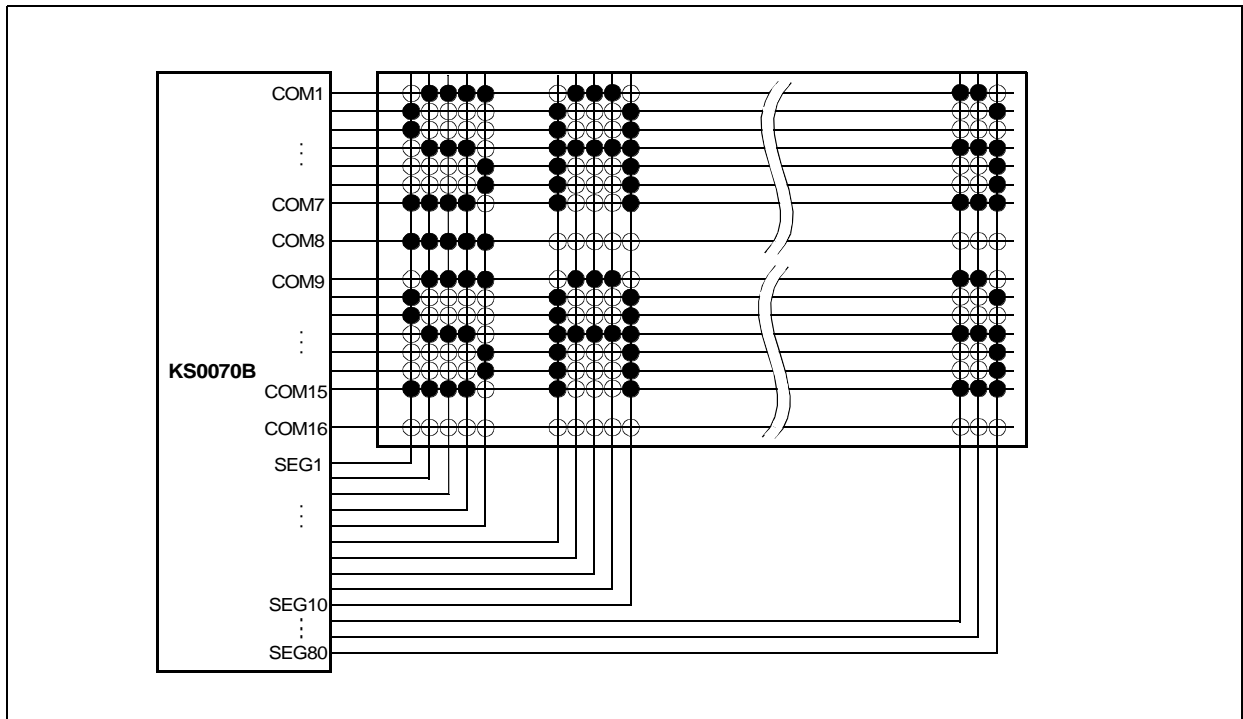 COM1
⋮
COM7
COM8
COM9
⋮
KS0070B
COM15
COM16
SEG1
⋮
SEG10
⋮
SEG80